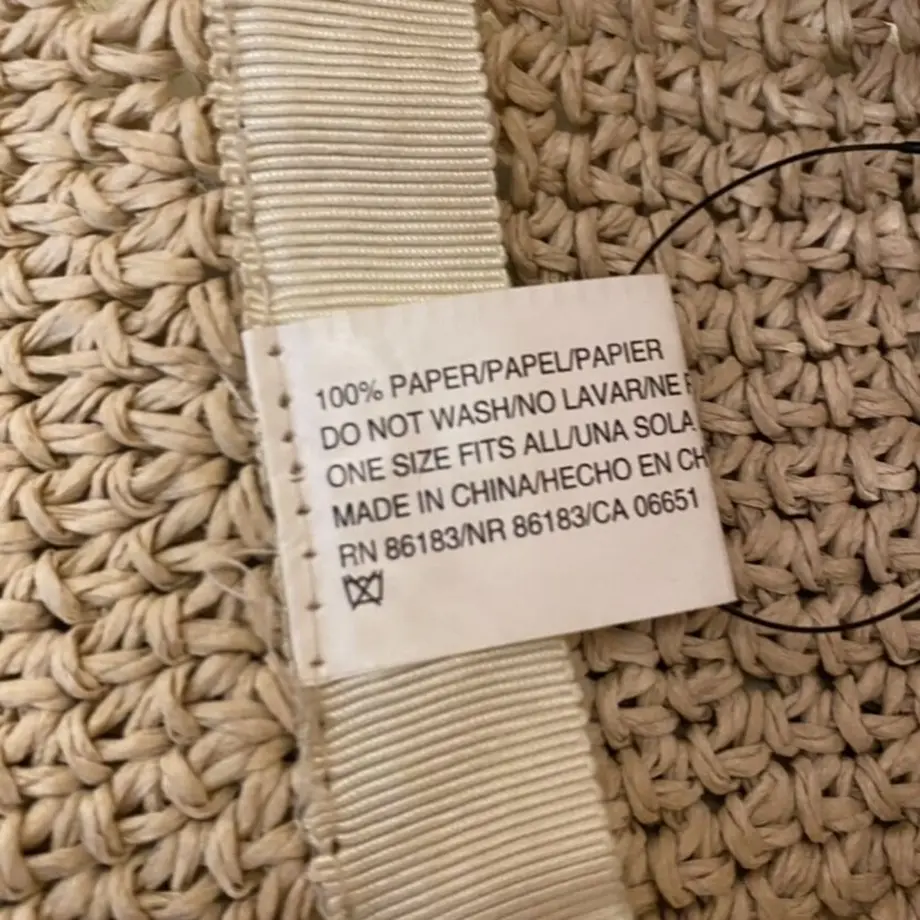 100% PAPER/PAPEL/PAPIER
DO NOT WASH/NO LAVAR/NE
ONE SIZE FITS ALL/UNA SOLA
MADE IN CHINA/HECHO EN CH
RN 86183/NR 86183/CA 06651